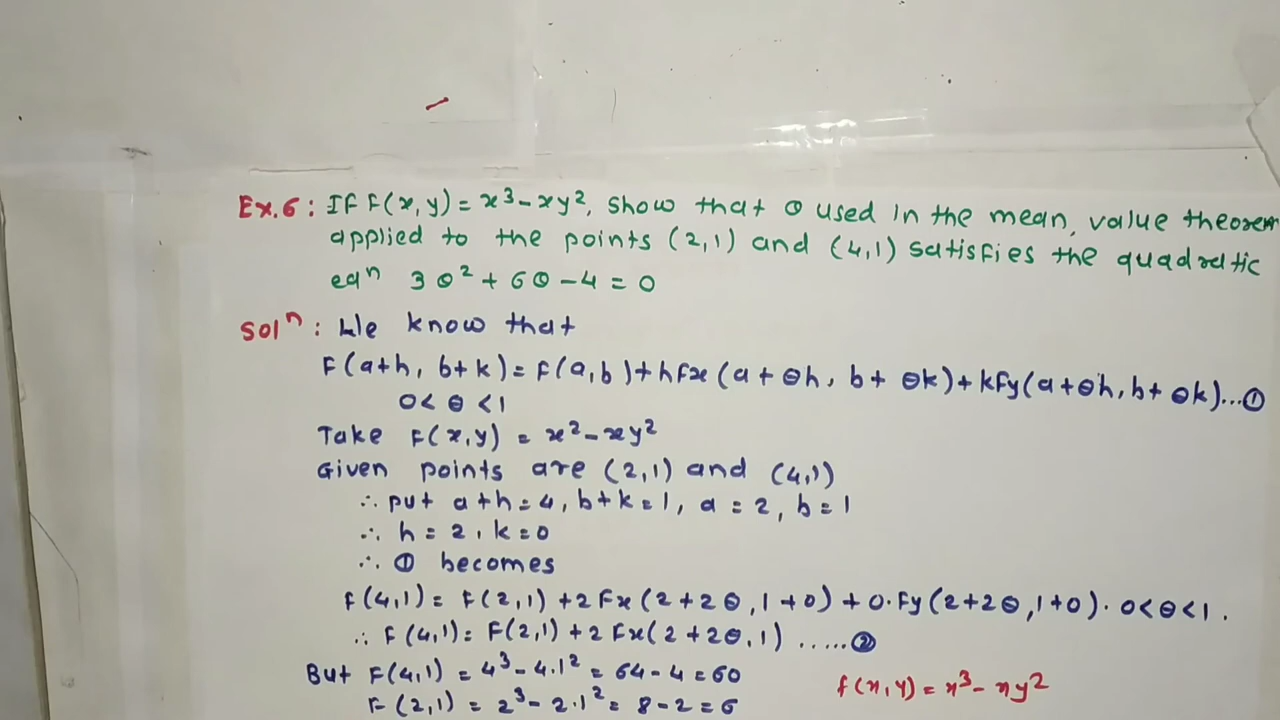 Ex.6: If f(x,y) = x³-xy², show that θ used in the mean value theorem
applied to the points (2,1) and (4,1) satisfies the quadratic
eqⁿ 3θ²+6θ-4=0
Solⁿ: We know that
f(a+h, b+k) = f(a,b)+hfx(a+θh, b+θk)+kfy(a+θh, b+θk)...①
0<θ<1
Take f(x,y) = x²-xy²
Given points are (2,1) and (4,1)
∴ put a+h=4, b+k=1, a=2, b=1
∴ h=2, k=0
∴ ① becomes
f(4,1) = f(2,1)+2fx(2+2θ,1+0)+0.fy(2+2θ,1+0). 0<θ<1.
∴ f(4,1) = f(2,1)+2fx(2+2θ,1) .....②
But f(4,1) = 4³-4.1² = 64-4=60
f(2,1) = 2³-2.1² = 8-2=6
f(x,y) = x³-xy²